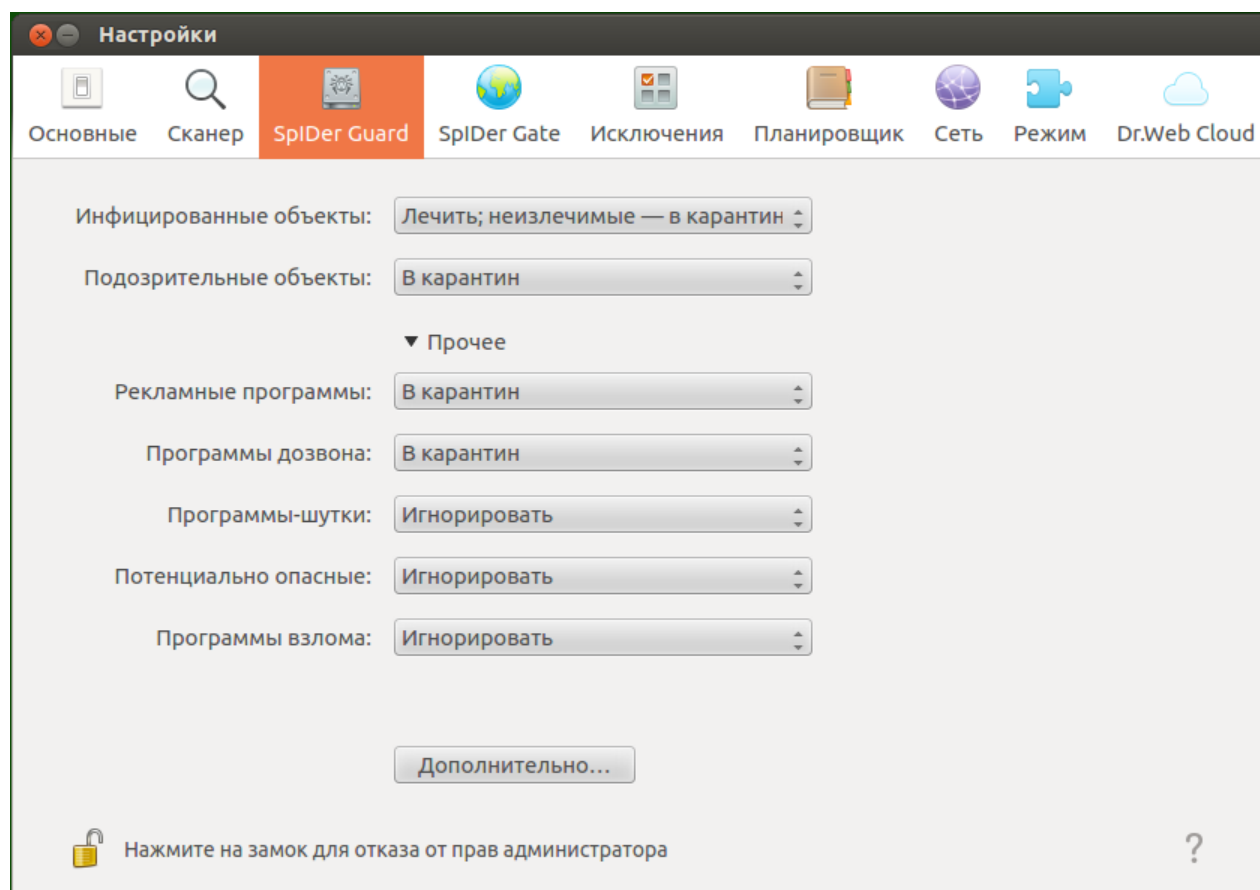 Настройки
Основные Сканер SpIDer Guard SpIDer Gate Исключения Планировщик Сеть Режим Dr.Web Cloud
Инфицированные объекты: Лечить; неизлечимые — в карантин
Подозрительные объекты: В карантин
Прочее
Рекламные программы: В карантин
Программы дозвона: В карантин
Программы-шутки: Игнорировать
Потенциально опасные: Игнорировать
Программы взлома: Игнорировать
Дополнительно...
Нажмите на замок для отказа от прав администратора ?